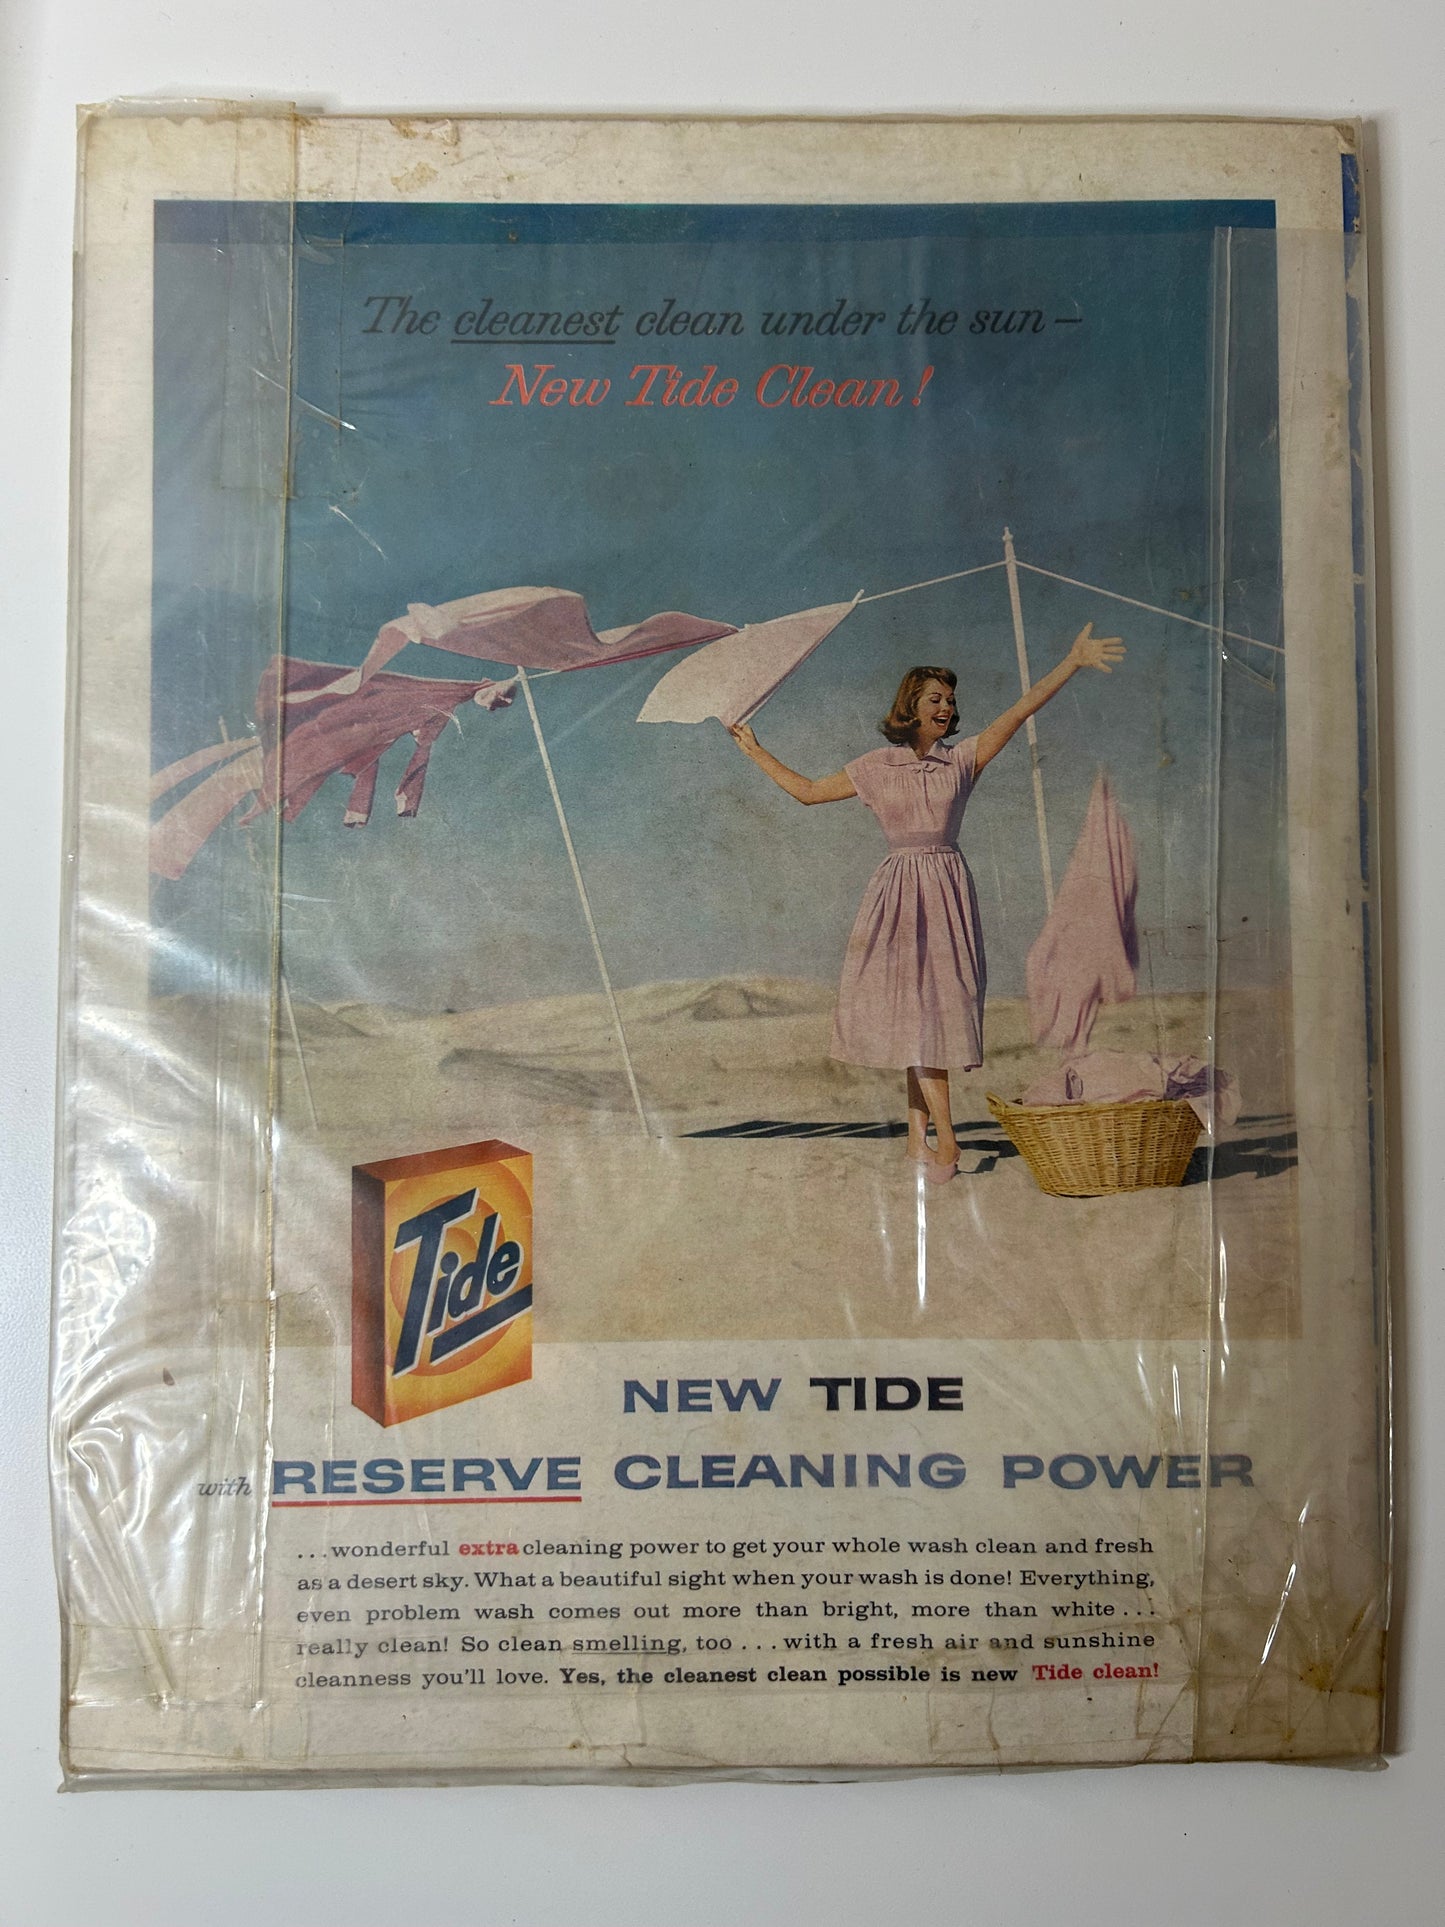 The cleanest clean under the sun –
New Tide Clean!
Tide
NEW TIDE
with RESERVE CLEANING POWER
...wonderful extra cleaning power to get your whole wash clean and fresh
as a desert sky. What a beautiful sight when your wash is done! Everything,
even problem wash comes out more than bright, more than white...
really clean! So clean smelling, too...with a fresh air and sunshine
cleanness you'll love. Yes, the cleanest clean possible is new Tide clean!